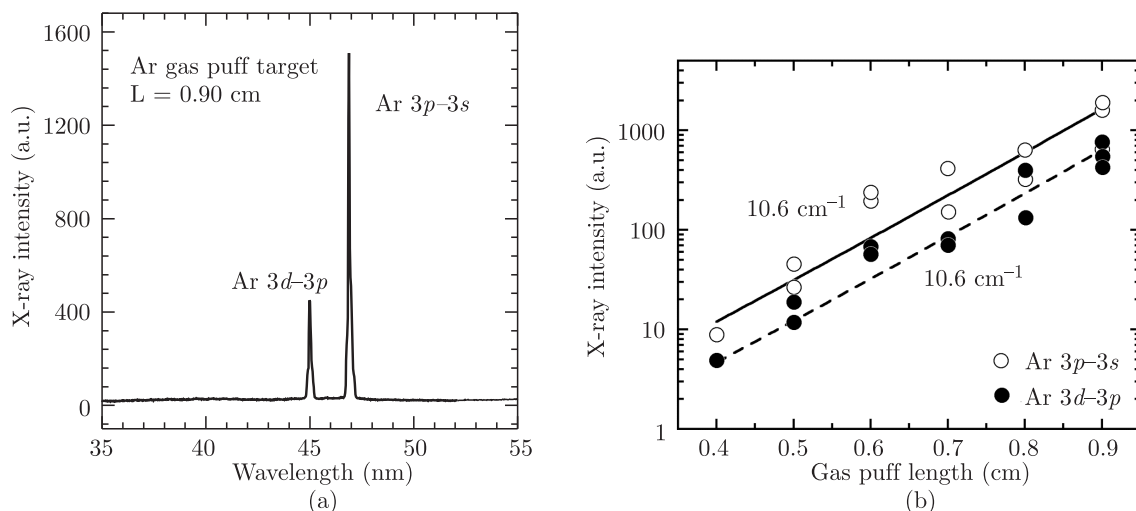 1600
1200
800
400
0
X-ray intensity (a.u.)
Ar gas puff target
L = 0.90 cm
Ar 3p–3s
Ar 3d–3p
35
40
45
50
55
Wavelength (nm)
(a)
1000
100
10
1
X-ray intensity (a.u.)
10.6 cm⁻¹
10.6 cm⁻¹
Ar 3p–3s
Ar 3d–3p
0.4
0.5
0.6
0.7
0.8
0.9
Gas puff length (cm)
(b)